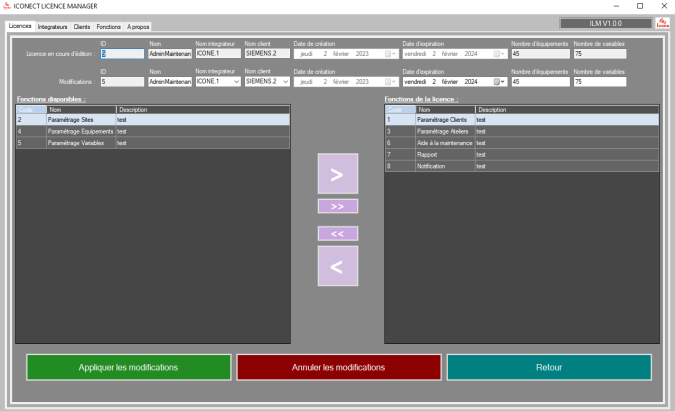 ICONECT LICENCE MANAGER
Licences Integrateurs Clients Fonctions A propos
ILM V1.0.0
ID Nom Nom integrateur Nom client Date de création Date d'expiration Nombre d'équipements Nombre de variables
Licence en cours d'édition : 5 AdminMaintenan ICONE.1 SIEMENS.2 jeudi 2 février 2023 vendredi 2 février 2024 45 75
ID Nom Nom integrateur Nom client Date de création Date d'expiration Nombre d'équipements Nombre de variables
Modifications : 5 AdminMaintenan ICONE.1 SIEMENS.2 jeudi 2 février 2023 vendredi 2 février 2024 45 75
Fonctions disponibles :
Code Nom Description
2 Paramétrage Sites test
4 Paramétrage Equipements test
5 Paramétrage Variables test
>
>>
<<
<
Fonctions de la licence :
Code Nom Description
1 Paramétrage Clients test
3 Paramétrage Ateliers test
6 Aide à la maintenance test
7 Rapport test
8 Notification test
Appliquer les modifications
Annuler les modifications
Retour